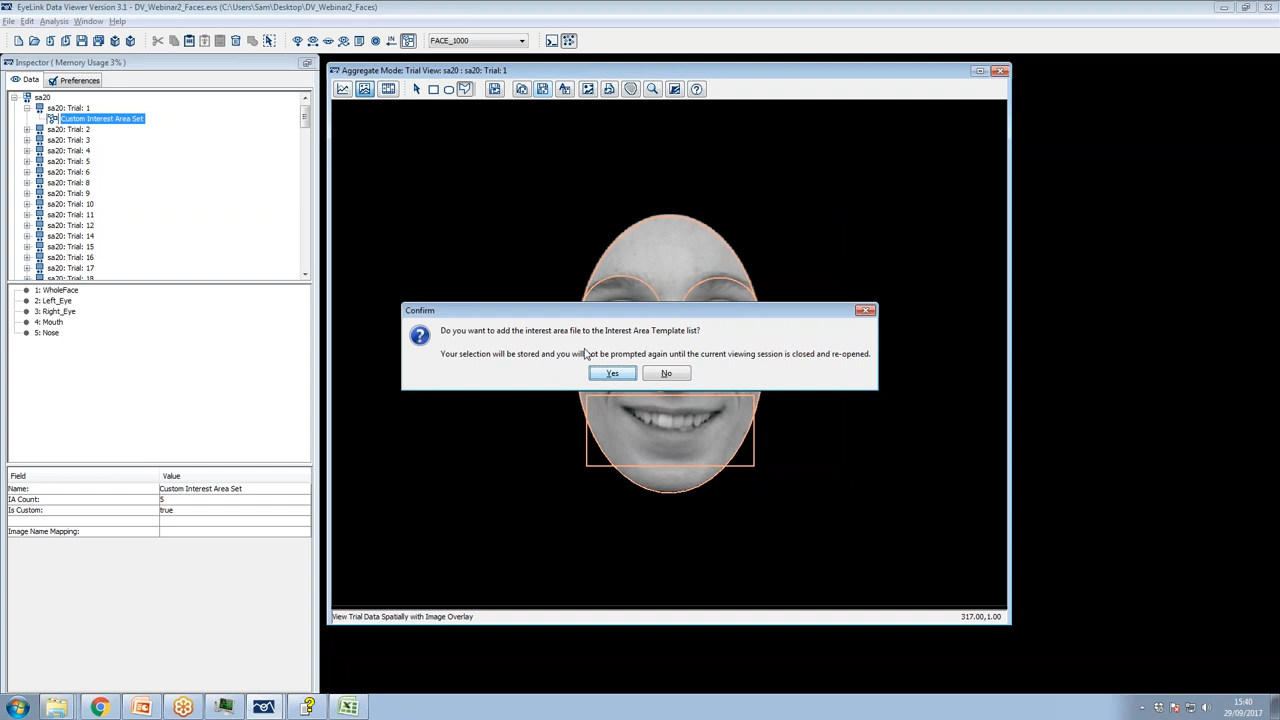 EyeLink Data Viewer Version 3.1 - DV_Webinar2_Faces.evs (C:\Users\Sam\Desktop\DV_Webinar2_Faces)
File Edit Analysis Window Help
FACE_1000
Inspector ( Memory Usage 3% )
Data Preferences
sa20
sa20: Trial: 1
Custom Interest Area Set
sa20: Trial: 2
sa20: Trial: 3
sa20: Trial: 4
sa20: Trial: 5
sa20: Trial: 6
sa20: Trial: 8
sa20: Trial: 9
sa20: Trial: 10
sa20: Trial: 11
sa20: Trial: 12
sa20: Trial: 14
sa20: Trial: 15
sa20: Trial: 16
sa20: Trial: 17
sa20: Trial: 18
1: WholeFace
2: Left_Eye
3: Right_Eye
4: Mouth
5: Nose
Field Value
Name: Custom Interest Area Set
IA Count: 5
Is Custom: true
Image Name Mapping:
Aggregate Mode: Trial View: sa20 : sa20: Trial: 1
Confirm
Do you want to add the interest area file to the Interest Area Template list?
Your selection will be stored and you will not be prompted again until the current viewing session is closed and re-opened.
Yes No
View Trial Data Spatially with Image Overlay 317.00,1.00
15:40
29/09/2017